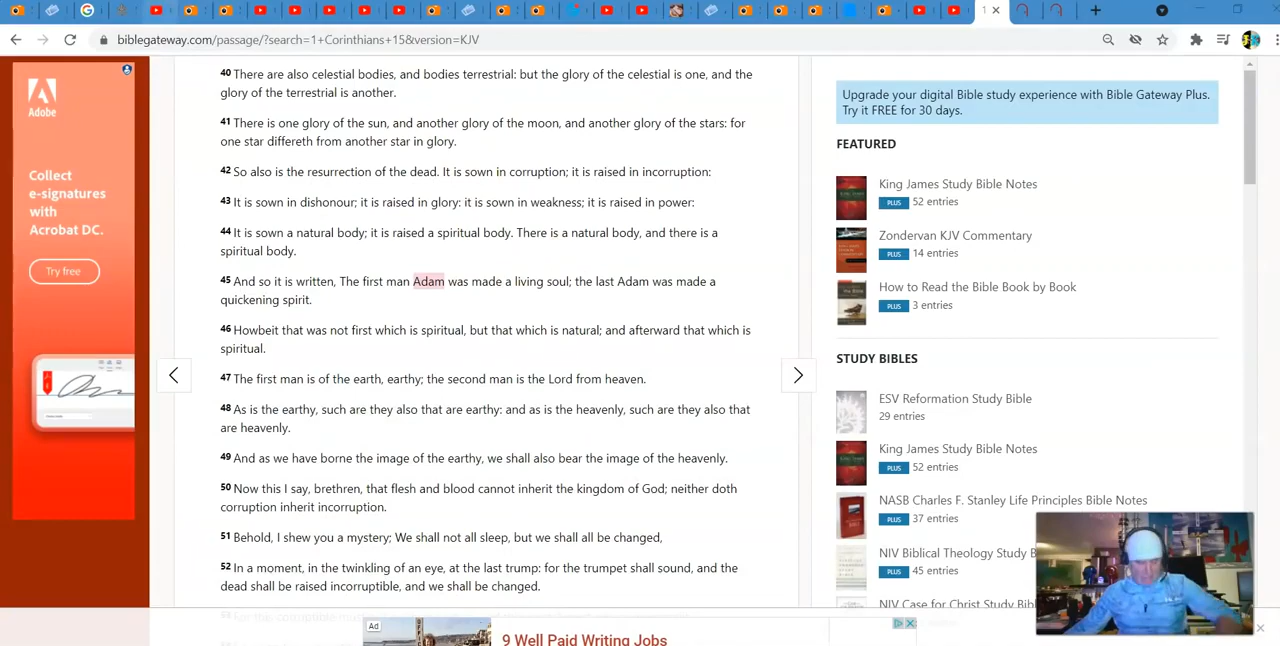 1
biblegateway.com/passage/?search=1+Corinthians+15&version=KJV
Adobe
Collect
e-signatures
with
Acrobat DC.
Try free
40 There are also celestial bodies, and bodies terrestrial: but the glory of the celestial is one, and the
glory of the terrestrial is another.
41 There is one glory of the sun, and another glory of the moon, and another glory of the stars: for
one star differeth from another star in glory.
42 So also is the resurrection of the dead. It is sown in corruption; it is raised in incorruption:
43 It is sown in dishonour; it is raised in glory: it is sown in weakness; it is raised in power:
44 It is sown a natural body; it is raised a spiritual body. There is a natural body, and there is a
spiritual body.
45 And so it is written, The first man Adam was made a living soul; the last Adam was made a
quickening spirit.
46 Howbeit that was not first which is spiritual, but that which is natural; and afterward that which is
spiritual.
47 The first man is of the earth, earthy; the second man is the Lord from heaven.
48 As is the earthy, such are they also that are earthy: and as is the heavenly, such are they also that
are heavenly.
49 And as we have borne the image of the earthy, we shall also bear the image of the heavenly.
50 Now this I say, brethren, that flesh and blood cannot inherit the kingdom of God; neither doth
corruption inherit incorruption.
51 Behold, I shew you a mystery; We shall not all sleep, but we shall all be changed,
52 In a moment, in the twinkling of an eye, at the last trump: for the trumpet shall sound, and the
dead shall be raised incorruptible, and we shall be changed.
Ad
9 Well Paid Writing Jobs
Upgrade your digital Bible study experience with Bible Gateway Plus.
Try it FREE for 30 days.
FEATURED
King James Study Bible Notes
PLUS 52 entries
Zondervan KJV Commentary
PLUS 14 entries
How to Read the Bible Book by Book
PLUS 3 entries
STUDY BIBLES
ESV Reformation Study Bible
29 entries
King James Study Bible Notes
PLUS 52 entries
NASB Charles F. Stanley Life Principles Bible Notes
PLUS 37 entries
NIV Biblical Theology Study B
PLUS 45 entries
NIV Case for Christ Study Bib